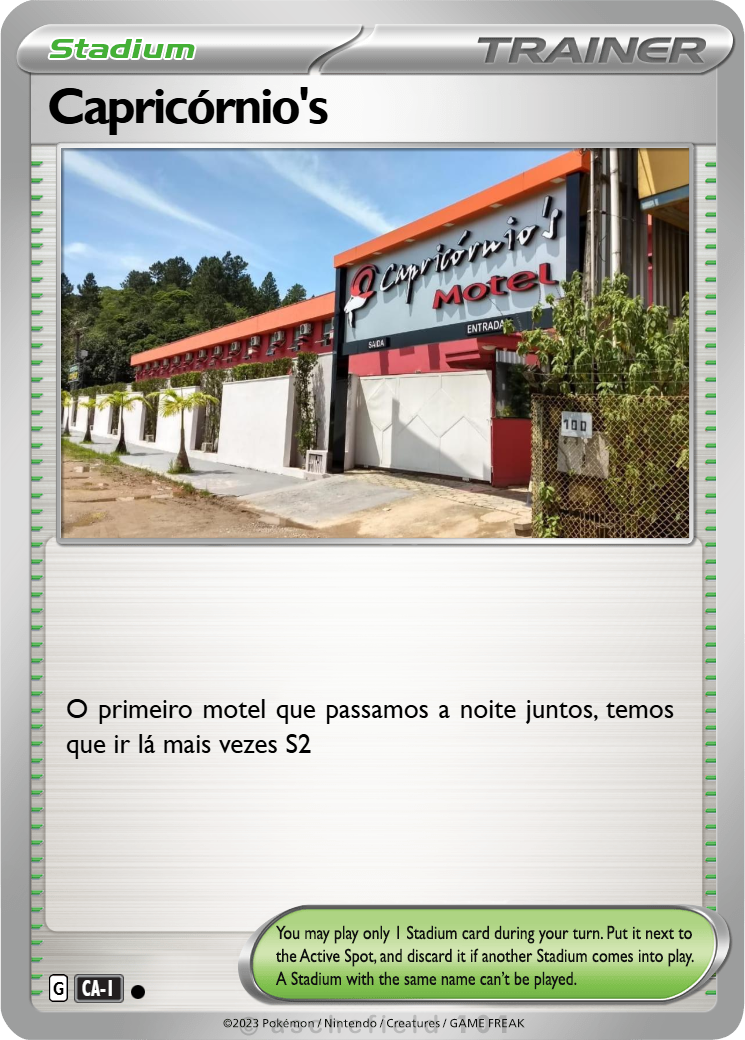 Stadium
TRAINER
Capricórnio's
Capricórnio's
Motel
SAIDA
ENTRADA
100
O primeiro motel que passamos a noite juntos, temos
que ir lá mais vezes S2
You may play only 1 Stadium card during your turn. Put it next to
the Active Spot, and discard it if another Stadium comes into play.
A Stadium with the same name can't be played.
G CA-1
©2023 Pokémon / Nintendo / Creatures / GAME FREAK